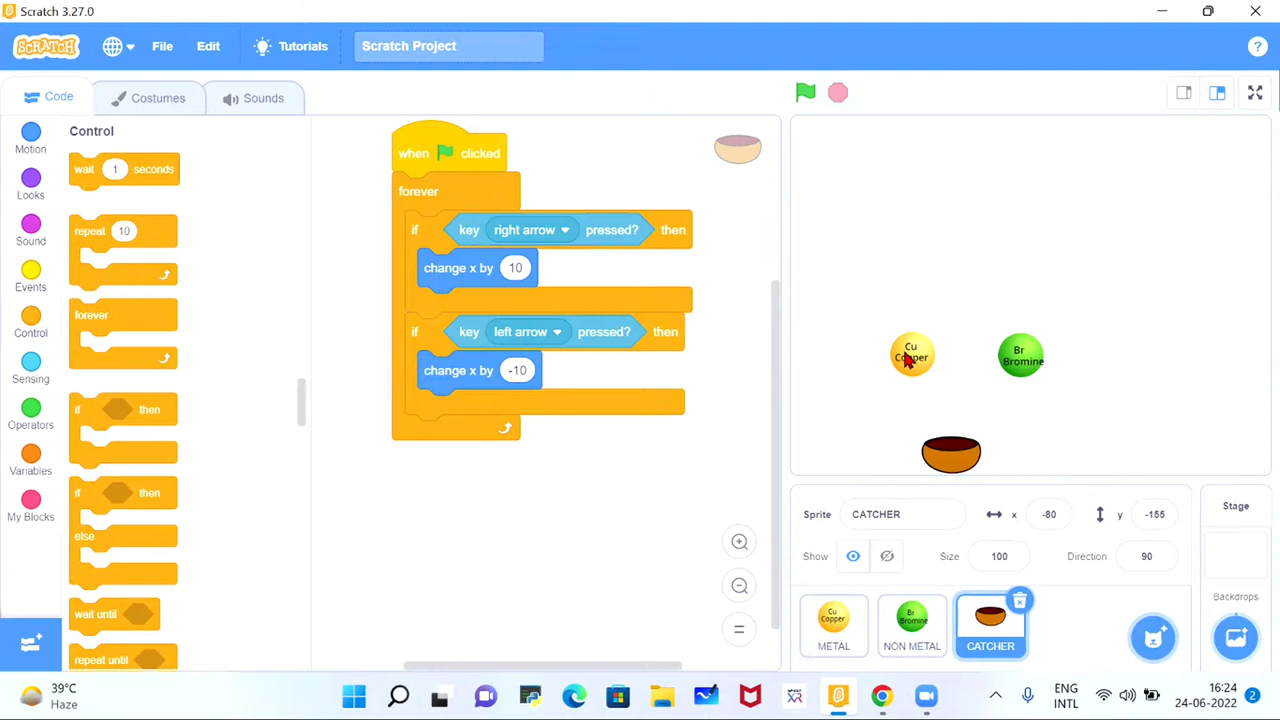 Scratch 3.27.0
SCRATCH
File
Edit
Tutorials
Scratch Project
?
Code
Costumes
Sounds
Motion
Looks
Sound
Events
Control
Sensing
Operators
Variables
My Blocks
Control
wait 1 seconds
repeat 10
forever
if then
if then
else
wait until
repeat until
when clicked
forever
if key right arrow pressed? then
change x by 10
if key left arrow pressed? then
change x by -10
Cu
Copper
Br
Bromine
Sprite CATCHER x -80 y -155
Show Size 100 Direction 90
Cu
Copper
METAL
Br
Bromine
NON METAL
CATCHER
Stage
Backdrops
39°C
Haze
ENG
INTL
16:24
24-06-2022
2